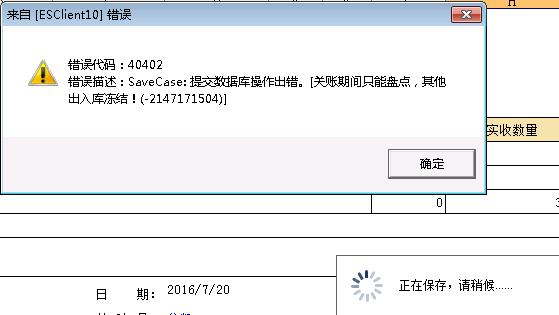 来自 [ESClient10] 错误
错误代码：40402
错误描述：SaveCase: 提交数据库操作出错。[关账期间只能盘点，其他
出入库冻结！(-2147171504)]
确定
实收数量
0
日 期： 2016/7/20
正在保存，请稍候......